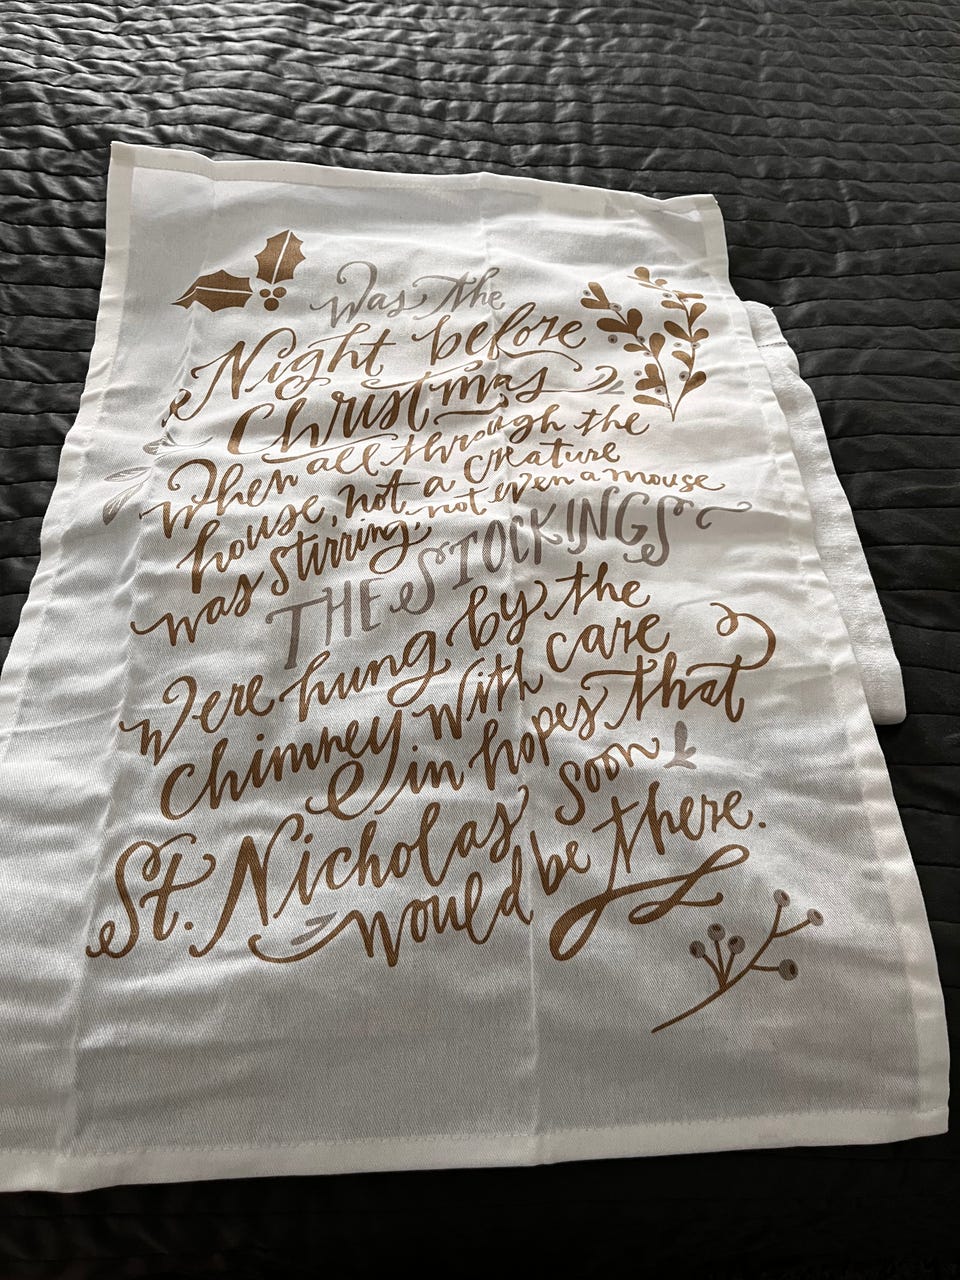 Was the
Night before
Christmas
When all through the
house, not a creature
was stirring, not even a mouse
THE STOCKINGS
Were hung by the
chimney with care
in hopes that
St. Nicholas soon
would be there.